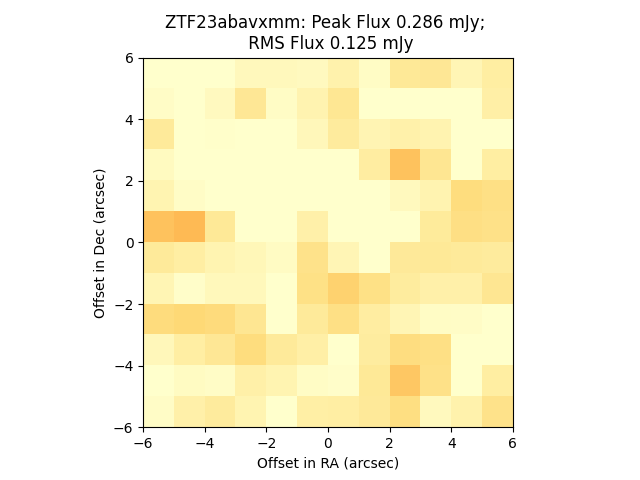 ZTF23abavxmm: Peak Flux 0.286 mJy;
RMS Flux 0.125 mJy
6
4
2
0
−2
−4
−6
Offset in Dec (arcsec)
−6 −4 −2 0 2 4 6
Offset in RA (arcsec)